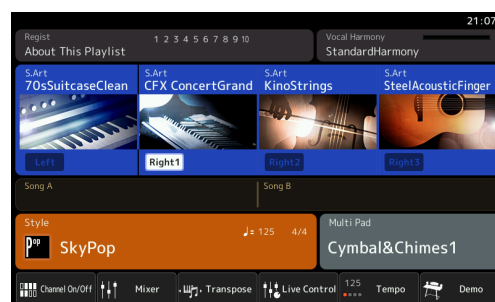 21:07
Regist
1 2 3 4 5 6 7 8 9 10
About This Playlist
Vocal Harmony
StandardHarmony
S.Art
70sSuitcaseClean
S.Art
CFX ConcertGrand
S.Art
KinoStrings
S.Art
SteelAcousticFinger
Left
Right1
Right2
Right3
Song A
Song B
Style
♩= 125 4/4
Pop
SkyPop
Multi Pad
Cymbal&Chimes1
Channel On/Off
Mixer
Transpose
Live Control
125
Tempo
Demo